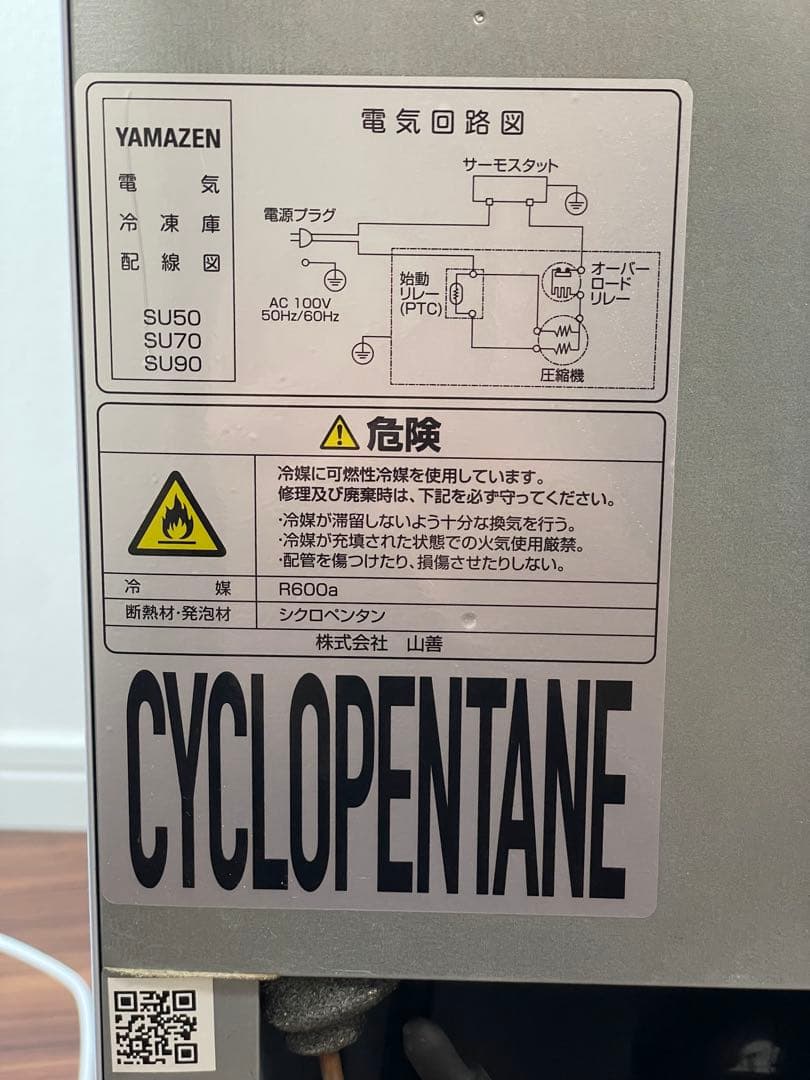 YAMAZEN
電気
冷凍庫
配線図
SU50
SU70
SU90
電気回路図
サーモスタット
電源プラグ
AC 100V
50Hz/60Hz
始動
リレー
(PTC)
オーバー
ロード
リレー
圧縮機
危険
冷媒に可燃性冷媒を使用しています。
修理及び廃棄時は、下記を必ず守ってください。
・冷媒が滞留しないよう十分な換気を行う。
・冷媒が充填された状態での火気使用厳禁。
・配管を傷つけたり、損傷させたりしない。
冷媒 R600a
断熱材・発泡材 シクロペンタン
株式会社 山善
CYCLOPENTANE